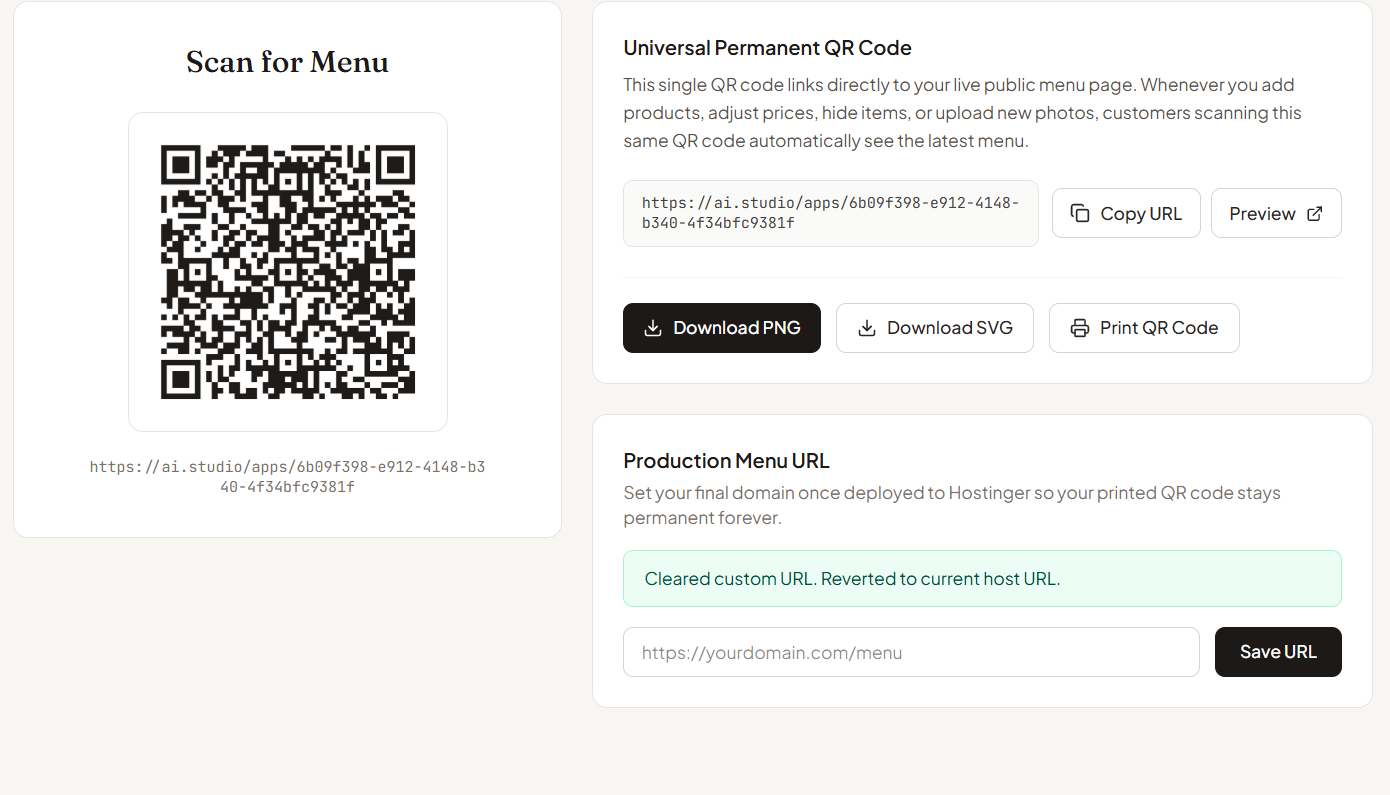 Scan for Menu
https://ai.studio/apps/6b09f398-e912-4148-b3
40-4f34bfc9381f
Universal Permanent QR Code
This single QR code links directly to your live public menu page. Whenever you add
products, adjust prices, hide items, or upload new photos, customers scanning this
same QR code automatically see the latest menu.
https://ai.studio/apps/6b09f398-e912-4148-
b340-4f34bfc9381f
Copy URL
Preview
Download PNG
Download SVG
Print QR Code
Production Menu URL
Set your final domain once deployed to Hostinger so your printed QR code stays
permanent forever.
Cleared custom URL. Reverted to current host URL.
https://yourdomain.com/menu
Save URL